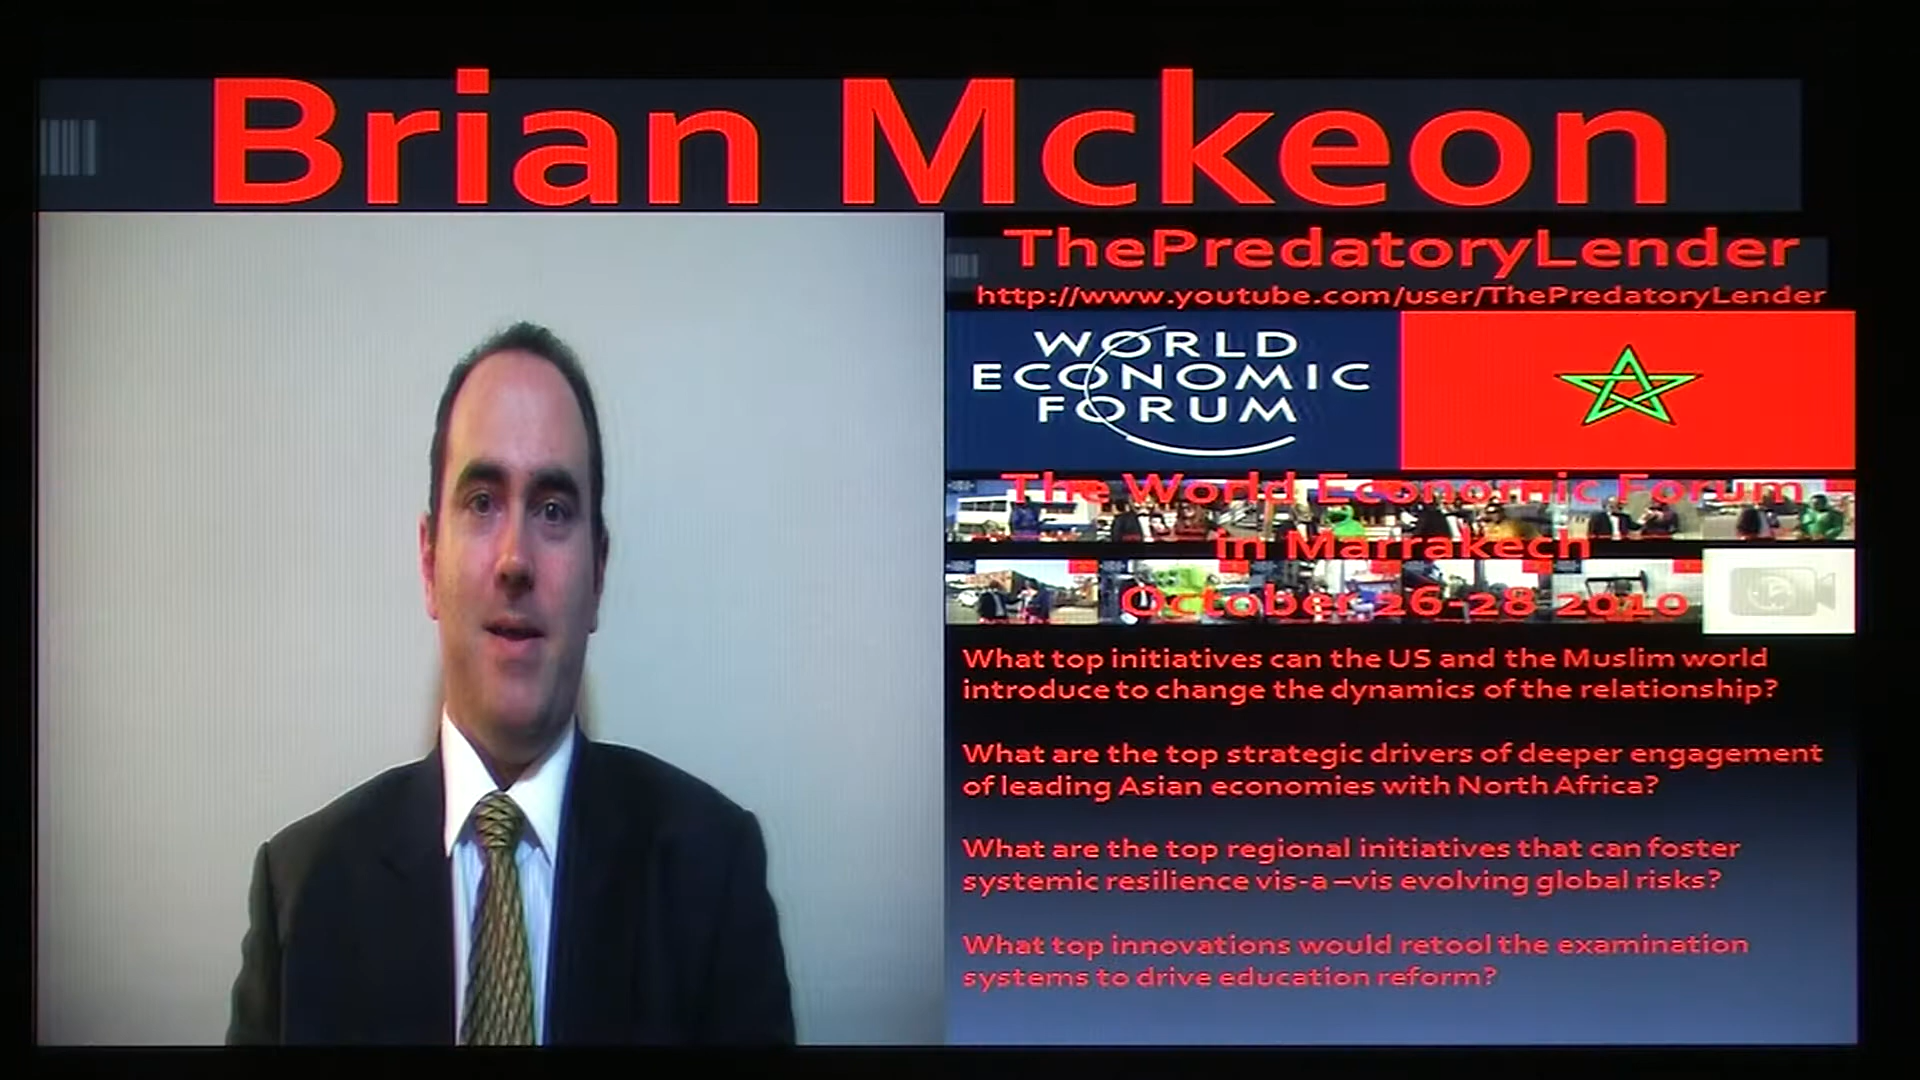 Brian Mckeon
ThePredatoryLender
http://www.youtube.com/user/ThePredatoryLender
WORLD
ECONOMIC
FORUM
The World Economic Forum
in Marrakech
October 26-28 2010
What top initiatives can the US and the Muslim world
introduce to change the dynamics of the relationship?
What are the top strategic drivers of deeper engagement
of leading Asian economies with North Africa?
What are the top regional initiatives that can foster
systemic resilience vis-a –vis evolving global risks?
What top innovations would retool the examination
systems to drive education reform?